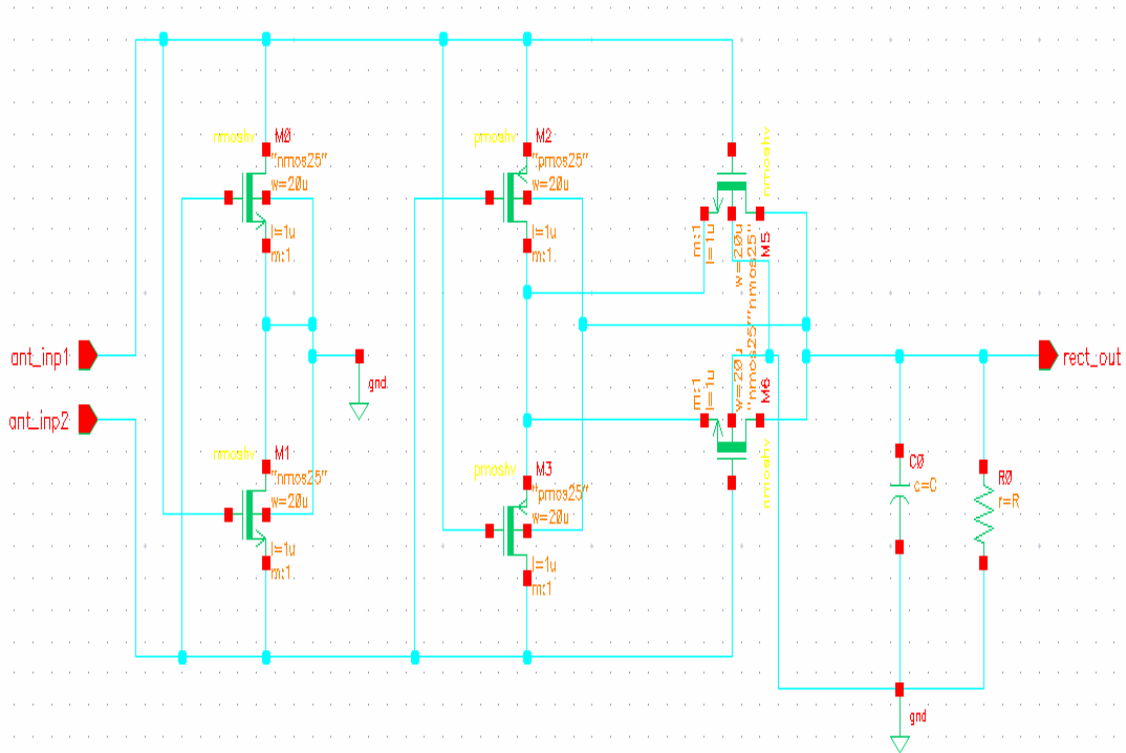 ant_inp1
ant_inp2
nmoshv
M0
"nmos25"
w=20u
l=1u
m:1
nmoshv
M1
"nmos25"
w=20u
l=1u
m:1
gnd
pmoshv
M2
"pmos25"
w=20u
l=1u
m:1
pmoshv
M3
"pmos25"
w=20u
l=1u
m:1
nmoshv
M5
"nmos25"
w=20u
l=1u
m:1
nmoshv
M6
"nmos25"
w=20u
l=1u
m:1
rect_out
C0
c=C
R0
r=R
gnd